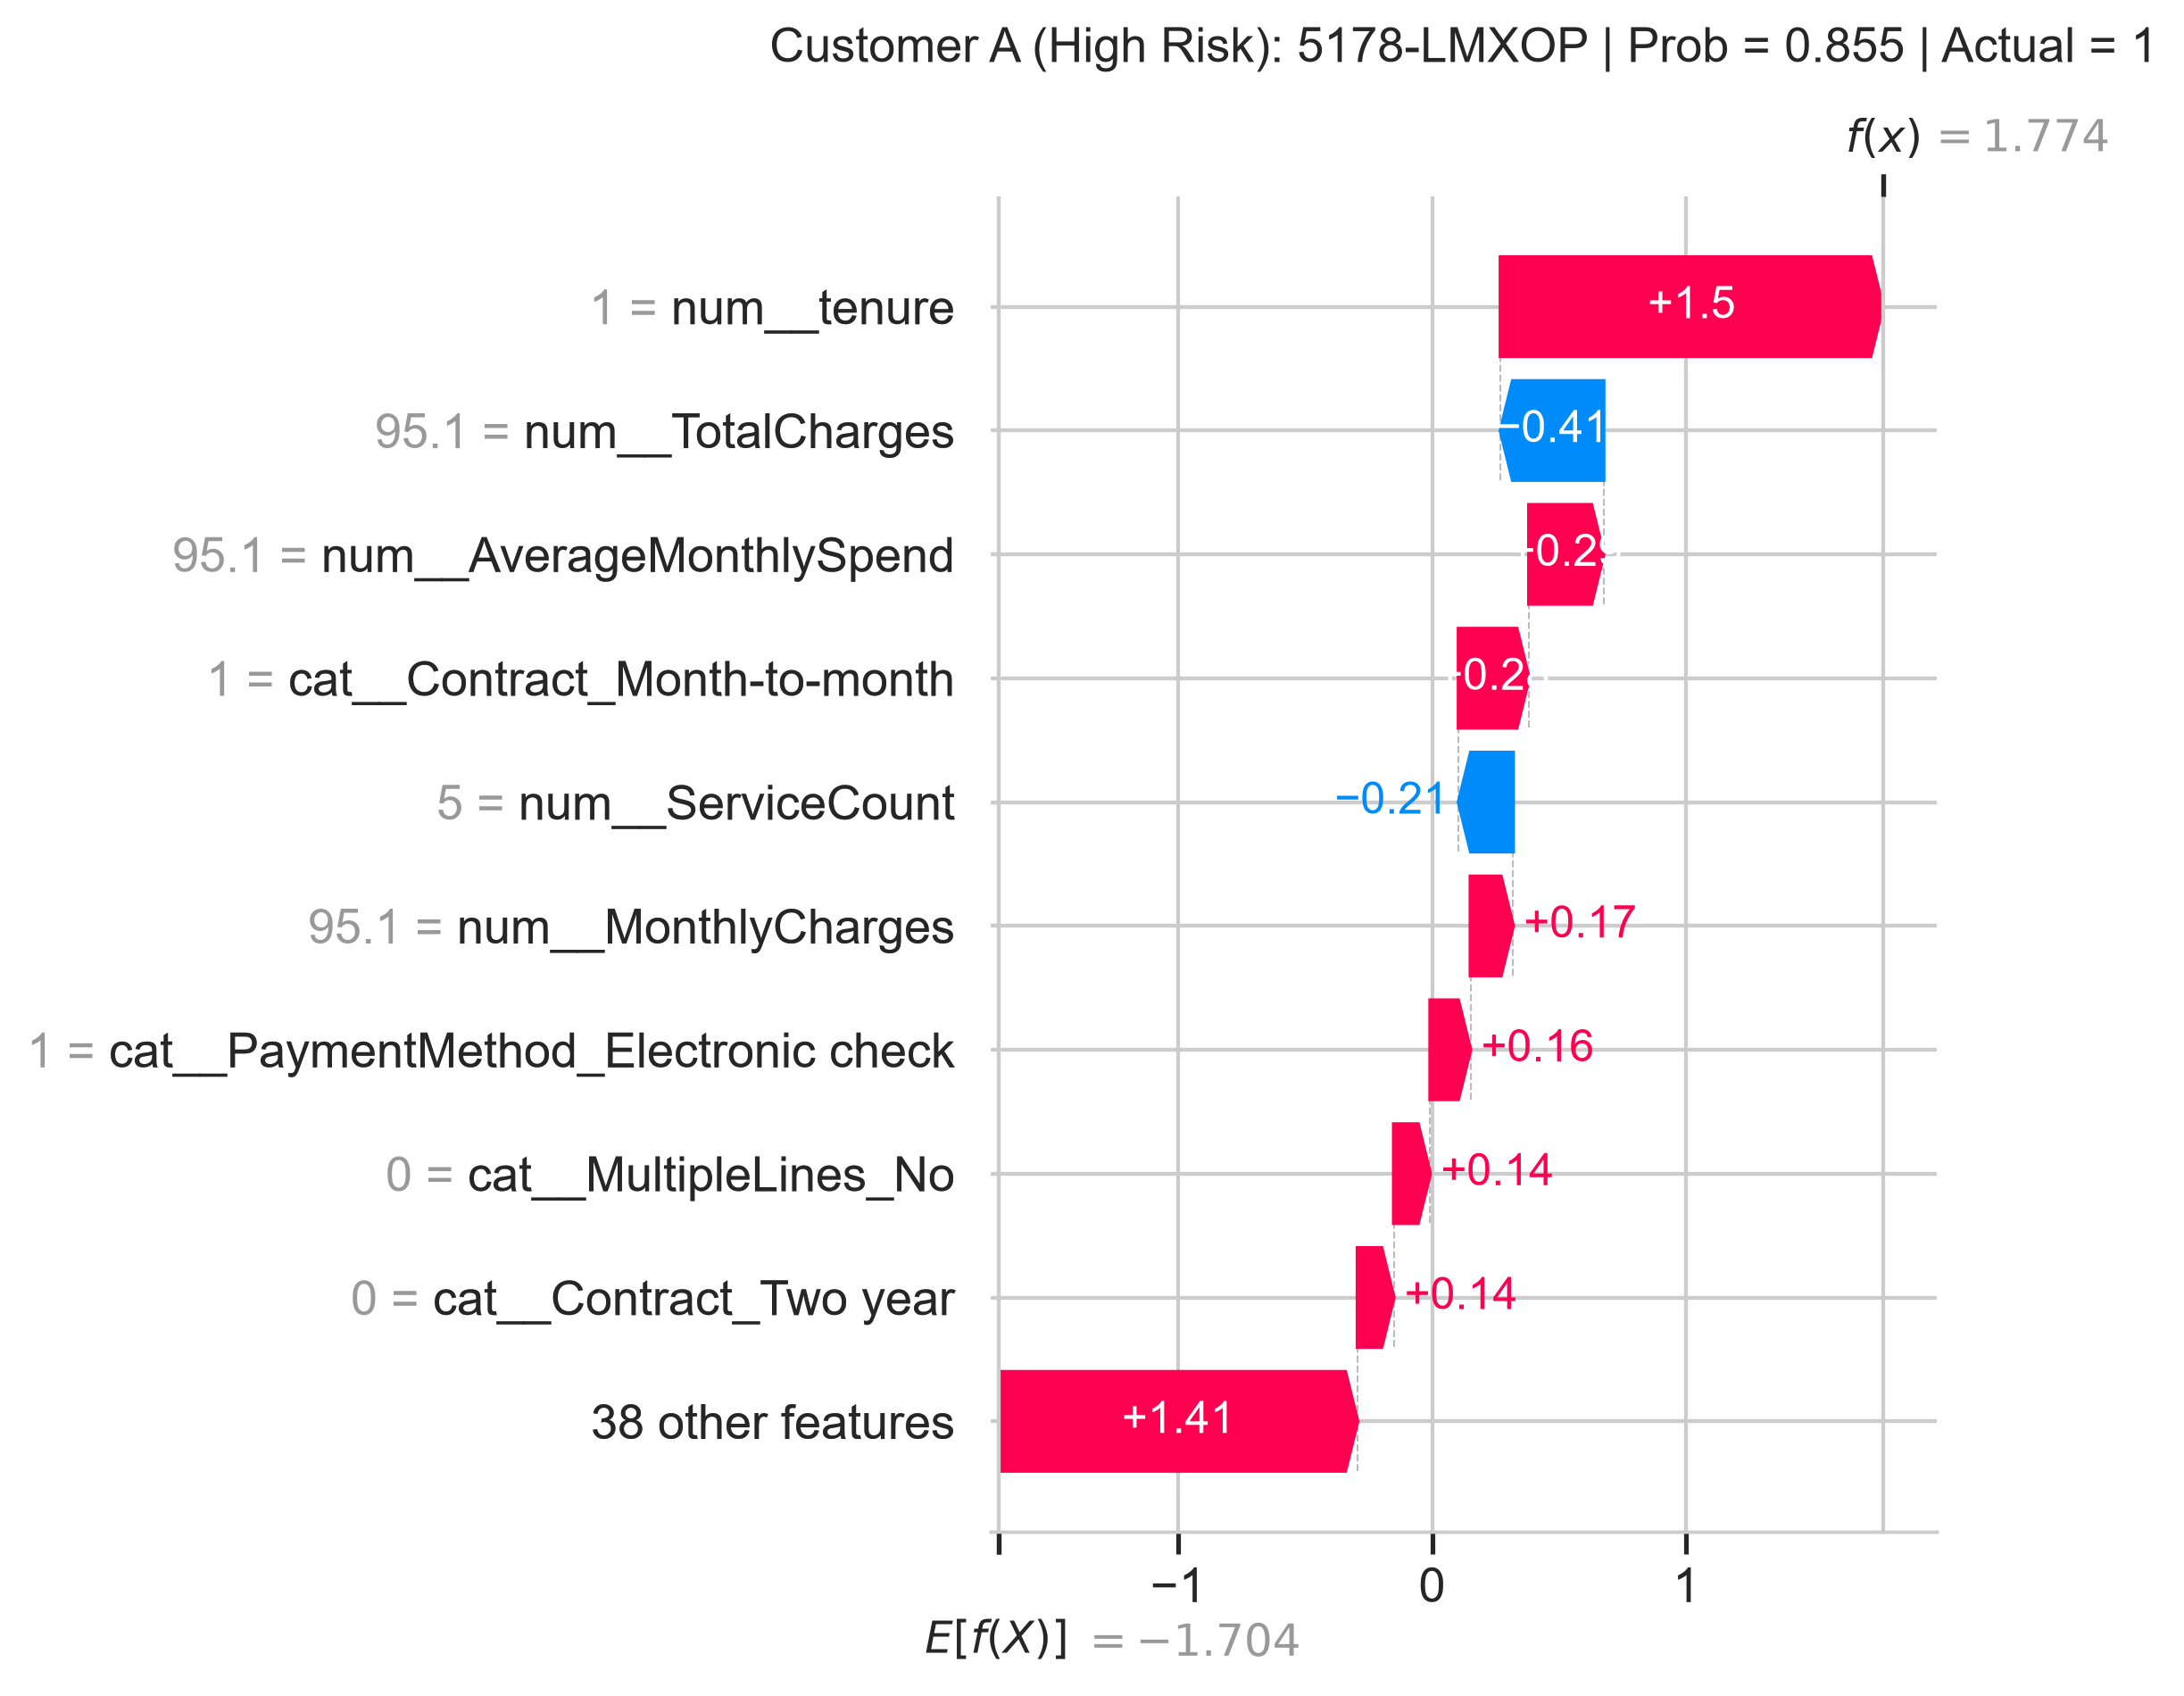 Customer A (High Risk): 5178-LMXOP | Prob = 0.855 | Actual = 1
f(x) = 1.774
1 = num__tenure
+1.5
95.1 = num__TotalCharges
−0.41
95.1 = num__AverageMonthlySpend
1 = cat__Contract_Month-to-month
5 = num__ServiceCount
−0.21
95.1 = num__MonthlyCharges
+0.17
1 = cat__PaymentMethod_Electronic check
+0.16
0 = cat__MultipleLines_No
+0.14
0 = cat__Contract_Two year
+0.14
38 other features
+1.41
−1 0 1
E[f(X)] = −1.704